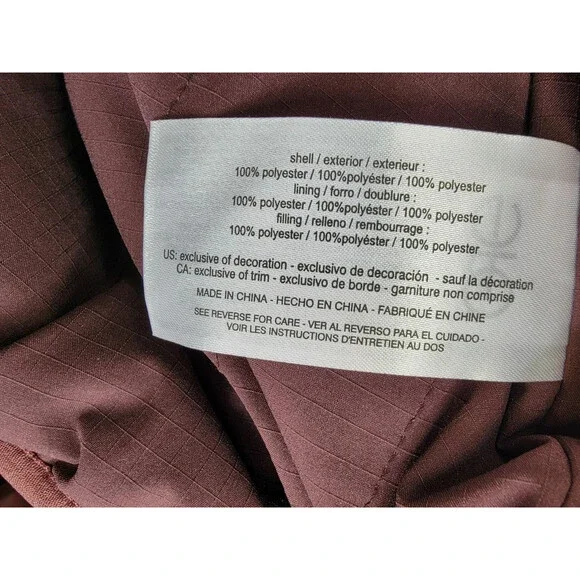 shell / exterior / exterieur :
100% polyester / 100%polyéster / 100% polyester
lining / forro / doublure :
100% polyester / 100%polyéster / 100% polyester
filling / relleno / rembourrage :
100% polyester / 100%polyéster / 100% polyester
US: exclusive of decoration - exclusivo de decoración - sauf la décoration
CA: exclusive of trim - exclusivo de borde - garniture non comprise
MADE IN CHINA - HECHO EN CHINA - FABRIQUÉ EN CHINE
SEE REVERSE FOR CARE - VER AL REVERSO PARA EL CUIDADO -
VOIR LES INSTRUCTIONS D'ENTRETIEN AU DOS